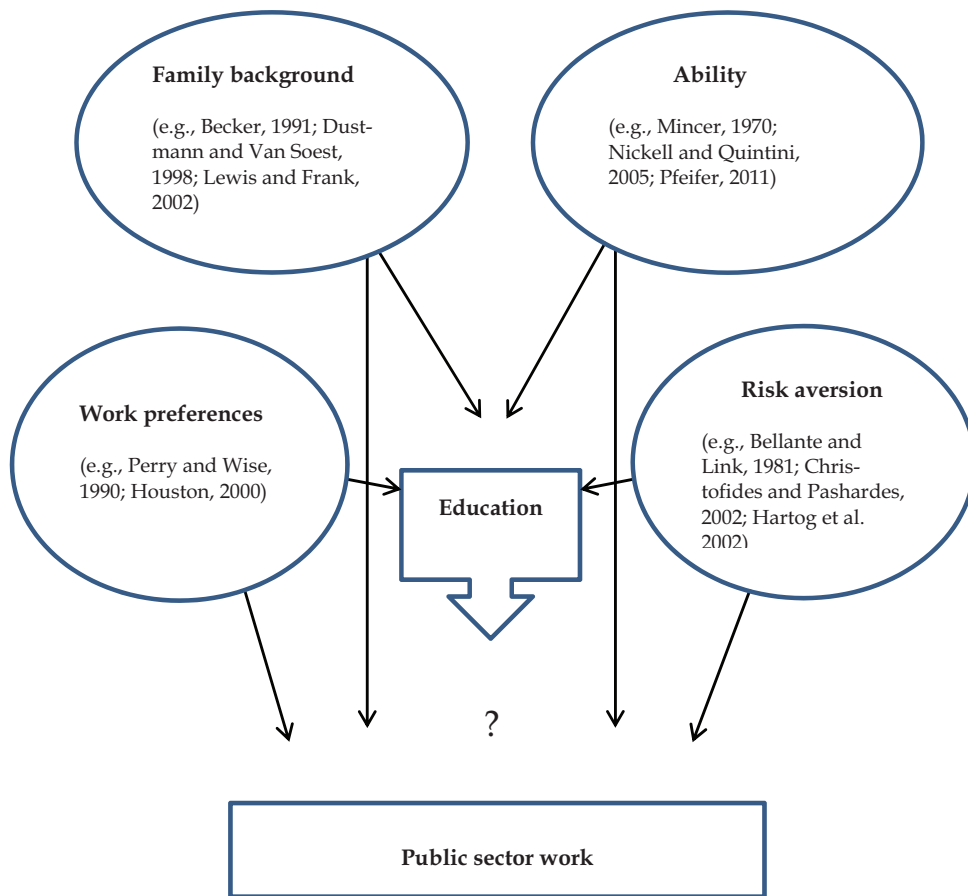 Family background
(e.g., Becker, 1991; Dust-
mann and Van Soest,
1998; Lewis and Frank,
2002)
Ability
(e.g., Mincer, 1970;
Nickell and Quintini,
2005; Pfeifer, 2011)
Work preferences
(e.g., Perry and Wise,
1990; Houston, 2000)
Education
Risk aversion
(e.g., Bellante and
Link, 1981; Chris-
tofides and Pashardes,
2002; Hartog et al.
2002)
?
Public sector work